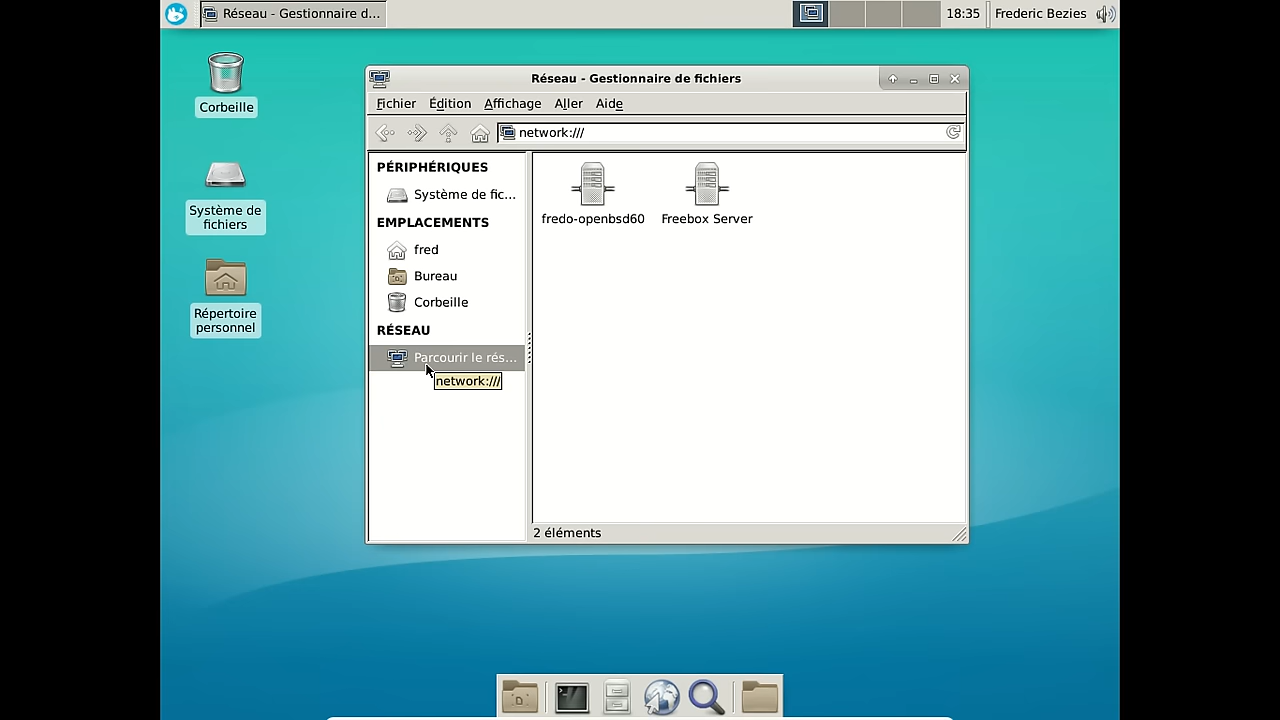 Réseau - Gestionnaire d...
18:35
Frederic Bezies
Corbeille
Système de
fichiers
Répertoire
personnel
Réseau - Gestionnaire de fichiers
Fichier Édition Affichage Aller Aide
network:///
PÉRIPHÉRIQUES
Système de fic...
EMPLACEMENTS
fred
Bureau
Corbeille
RÉSEAU
Parcourir le rés...
network:///
fredo-openbsd60
Freebox Server
2 éléments